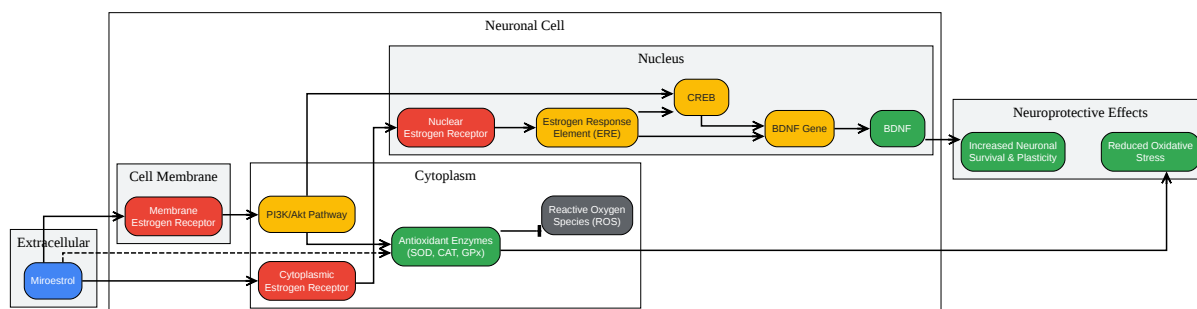 Neuronal Cell
Nucleus
CREB
Nuclear
Estrogen Receptor
Estrogen Response
Element (ERE)
BDNF Gene
BDNF
Neuroprotective Effects
Increased Neuronal
Survival & Plasticity
Reduced Oxidative
Stress
Cell Membrane
Membrane
Estrogen Receptor
Cytoplasm
PI3K/Akt Pathway
Reactive Oxygen
Species (ROS)
Antioxidant Enzymes
(SOD, CAT, GPx)
Cytoplasmic
Estrogen Receptor
Extracellular
Miroestrol